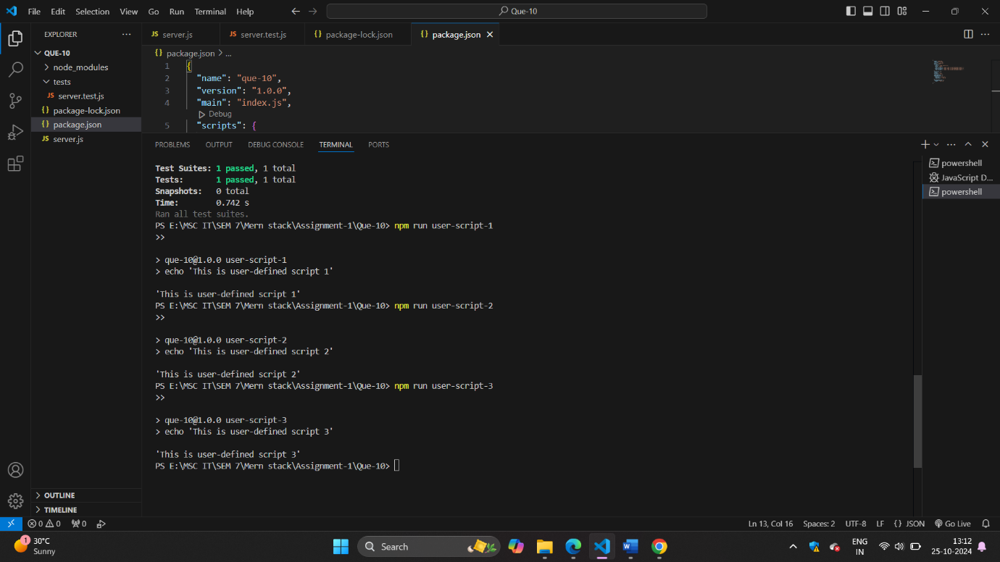 File Edit Selection View Go Run Terminal Help
Que-10
EXPLORER
QUE-10
node_modules
tests
JS server.test.js
{} package-lock.json
{} package.json
JS server.js
OUTLINE
TIMELINE
JS server.js
JS server.test.js
{} package-lock.json
{} package.json
{} package.json > ...
1 {
2 "name": "que-10",
3 "version": "1.0.0",
4 "main": "index.js",
Debug
5 "scripts": {
PROBLEMS OUTPUT DEBUG CONSOLE TERMINAL PORTS
Test Suites: 1 passed, 1 total
Tests: 1 passed, 1 total
Snapshots: 0 total
Time: 0.742 s
Ran all test suites.
PS E:\MSC IT\SEM 7\Mern stack\Assignment-1\Que-10> npm run user-script-1
>>
> que-10@1.0.0 user-script-1
> echo 'This is user-defined script 1'
'This is user-defined script 1'
PS E:\MSC IT\SEM 7\Mern stack\Assignment-1\Que-10> npm run user-script-2
>>
> que-10@1.0.0 user-script-2
> echo 'This is user-defined script 2'
'This is user-defined script 2'
PS E:\MSC IT\SEM 7\Mern stack\Assignment-1\Que-10> npm run user-script-3
>>
> que-10@1.0.0 user-script-3
> echo 'This is user-defined script 3'
'This is user-defined script 3'
PS E:\MSC IT\SEM 7\Mern stack\Assignment-1\Que-10>
powershell
JavaScript D...
powershell
0 0 0
Ln 13, Col 16 Spaces: 2 UTF-8 LF {} JSON Go Live
1
30°C
Sunny
Search
ENG
IN
13:12
25-10-2024